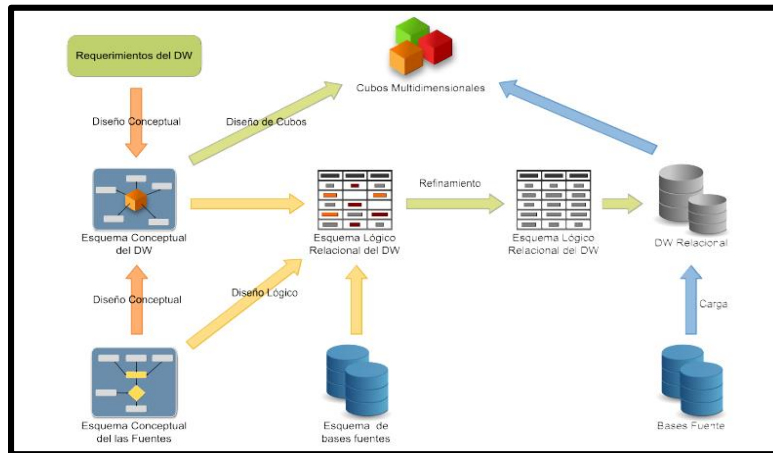 Requerimientos del DW
Cubos Multidimensionales
Diseño Conceptual
Diseño de Cubos
Refinamiento
Esquema Conceptual
del DW
Esquema Lógico
Relacional del DW
Esquema Lógico
Relacional del DW
DW Relacional
Diseño Conceptual
Diseño Lógico
Carga
Esquema Conceptual
del las Fuentes
Esquema de
bases fuentes
Bases Fuente